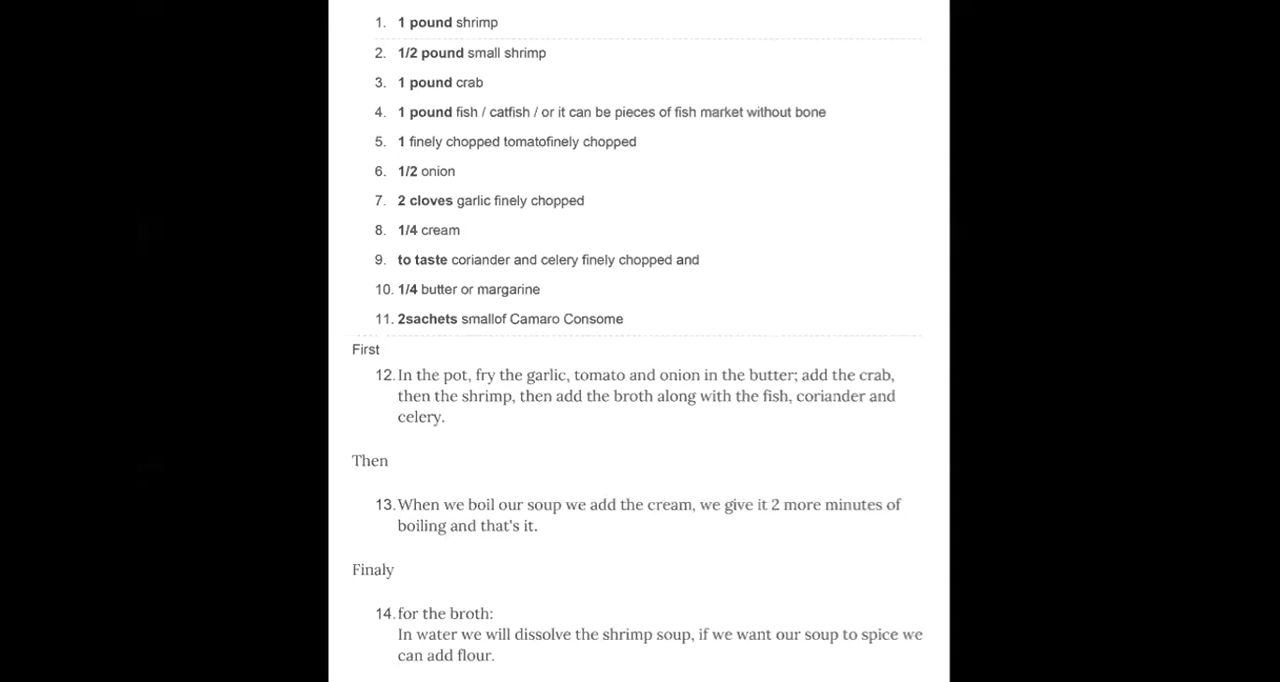 1. 1 pound shrimp
2. 1/2 pound small shrimp
3. 1 pound crab
4. 1 pound fish / catfish / or it can be pieces of fish market without bone
5. 1 finely chopped tomatofinely chopped
6. 1/2 onion
7. 2 cloves garlic finely chopped
8. 1/4 cream
9. to taste coriander and celery finely chopped and
10. 1/4 butter or margarine
11. 2sachets smallof Camaro Consome
First
12. In the pot, fry the garlic, tomato and onion in the butter; add the crab,
then the shrimp, then add the broth along with the fish, coriander and
celery.
Then
13. When we boil our soup we add the cream, we give it 2 more minutes of
boiling and that's it.
Finaly
14. for the broth:
In water we will dissolve the shrimp soup, if we want our soup to spice we
can add flour.